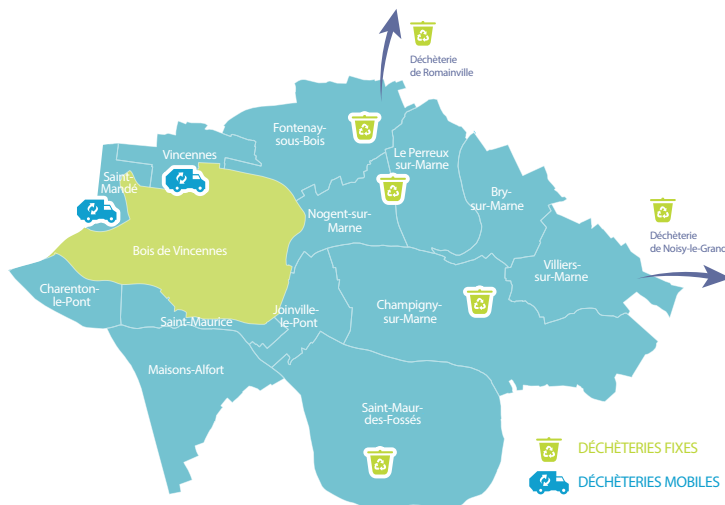 Déchèterie
de Romainville
Fontenay-
sous-Bois
Vincennes
Le Perreux
sur-Marne
Saint-
Mandé
Bry-
sur-Marne
Nogent-sur-
Marne
Déchèterie
de Noisy-le-Grand
Bois de Vincennes
Villiers-
sur-Marne
Charenton-
le-Pont
Joinville-
le-Pont
Champigny-
sur-Marne
Saint-Maurice
Maisons-Alfort
Saint-Maur-
des-Fossés
DÉCHÈTERIES FIXES
DÉCHÈTERIES MOBILES